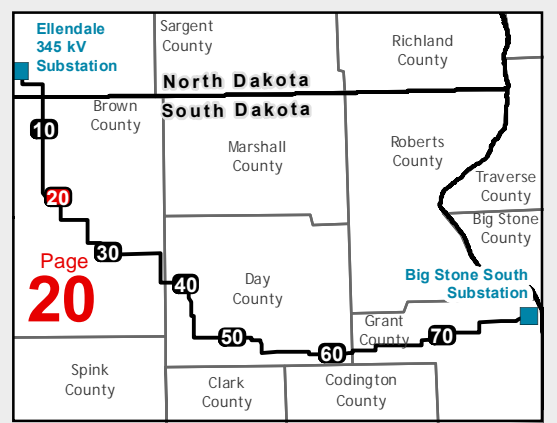 Ellendale
345 kV
Substation
Sargent
County
Richland
County
North Dakota
South Dakota
Brown
County
10
Marshall
County
Roberts
County
Traverse
County
20
Big Stone
County
30
Page
20
40
Day
County
Big Stone South
Substation
Grant
County
50
60
70
Spink
County
Clark
County
Codington
County